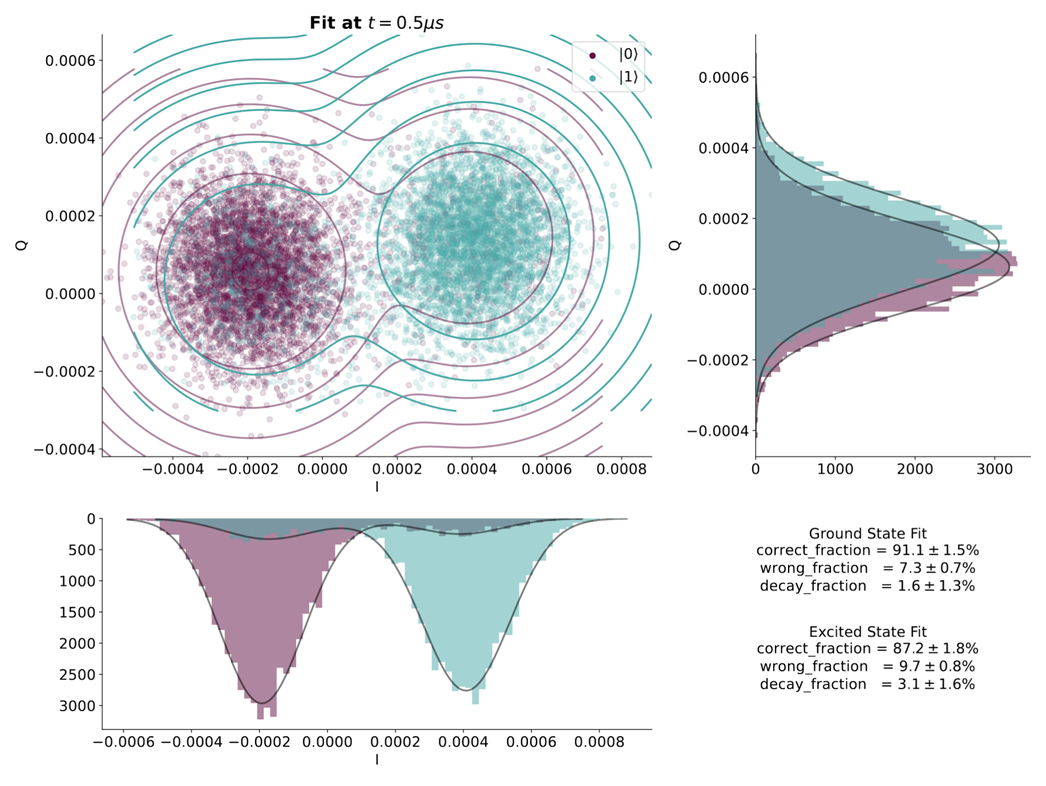 Fit at t = 0.5μs
|0⟩
|1⟩
Q
0.0006
0.0004
0.0002
0.0000
−0.0002
−0.0004
−0.0004 −0.0002 0.0000 0.0002 0.0004 0.0006 0.0008
I
Q
0.0006
0.0004
0.0002
0.0000
−0.0002
−0.0004
0 1000 2000 3000
0
500
1000
1500
2000
2500
3000
−0.0006 −0.0004 −0.0002 0.0000 0.0002 0.0004 0.0006 0.0008
I
Ground State Fit
correct_fraction = 91.1 ± 1.5%
wrong_fraction = 7.3 ± 0.7%
decay_fraction = 1.6 ± 1.3%
Excited State Fit
correct_fraction = 87.2 ± 1.8%
wrong_fraction = 9.7 ± 0.8%
decay_fraction = 3.1 ± 1.6%